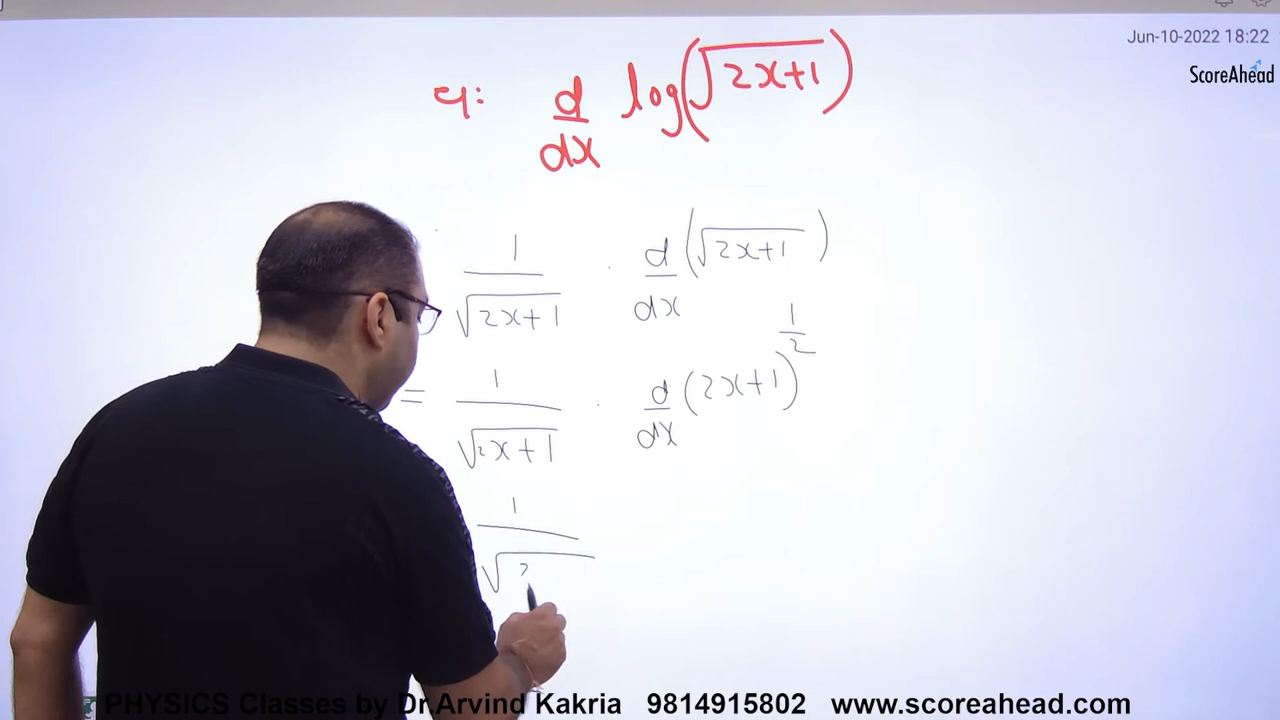 Jun-10-2022 18:22
ScoreAhead
d/dx log(√(2x+1))
1/√(2x+1) · d/dx (√(2x+1))
= 1/√(2x+1) · d/dx (2x+1)^(1/2)
1/√2
PHYSICS Classes by Dr.Arvind Kakria 9814915802 www.scoreahead.com